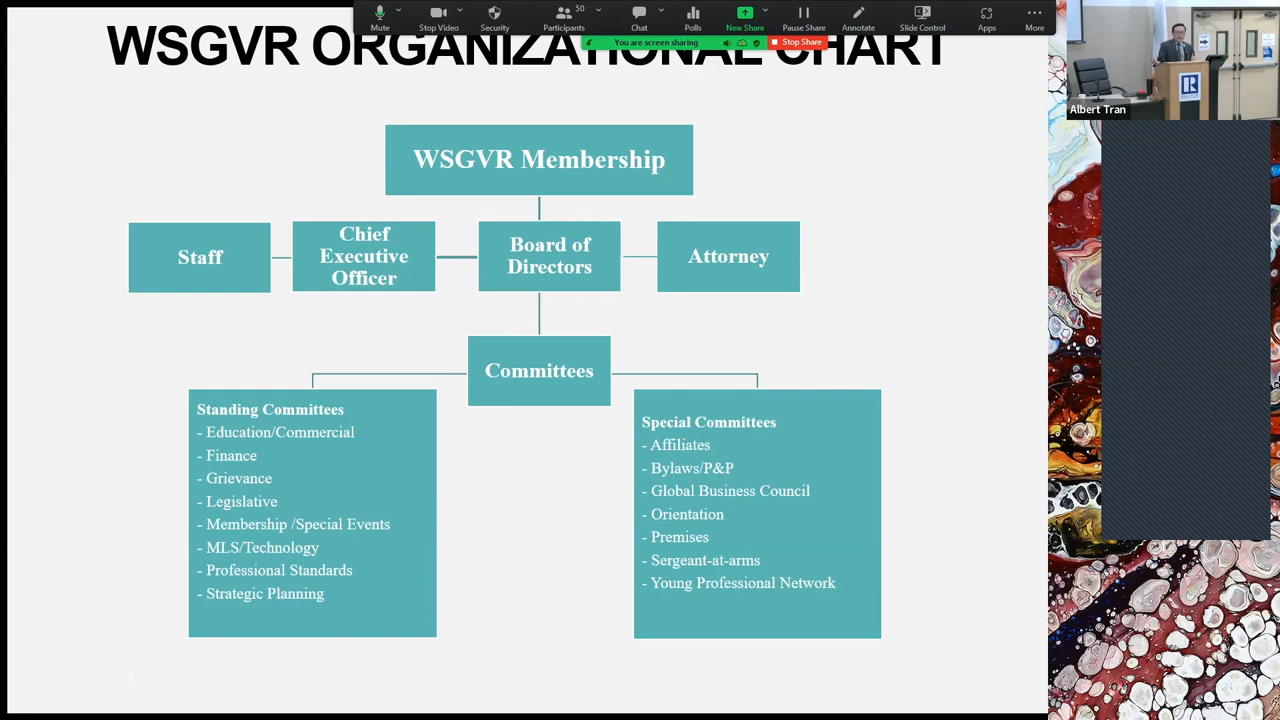 50
Mute
Stop Video
Security
Participants
Chat
Polls
New Share
Pause Share
Annotate
Slide Control
Apps
More
You are screen sharing
Stop Share
WSGVR ORGANIZATIONAL CHART
Albert Tran
WSGVR Membership
Staff
Chief
Executive
Officer
Board of
Directors
Attorney
Committees
Standing Committees
- Education/Commercial
- Finance
- Grievance
- Legislative
- Membership /Special Events
- MLS/Technology
- Professional Standards
- Strategic Planning
Special Committees
- Affiliates
- Bylaws/P&P
- Global Business Council
- Orientation
- Premises
- Sergeant-at-arms
- Young Professional Network
5